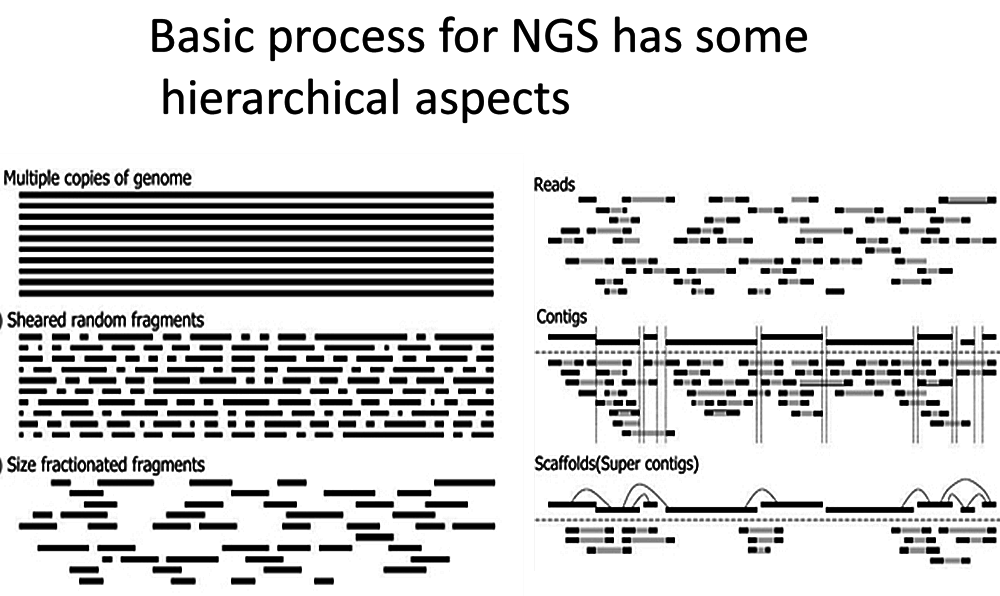 Basic process for NGS has some
hierarchical aspects
Multiple copies of genome
) Sheared random fragments
) Size fractionated fragments
Reads
Contigs
Scaffolds(Super contigs)